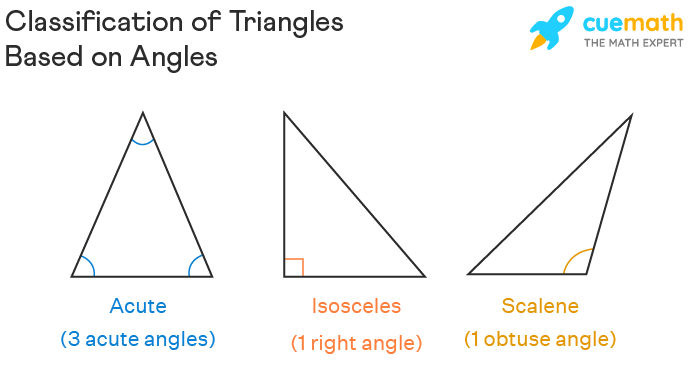 Classification of Triangles
Based on Angles
cuemath
THE MATH EXPERT
Acute
(3 acute angles)
Isosceles
(1 right angle)
Scalene
(1 obtuse angle)